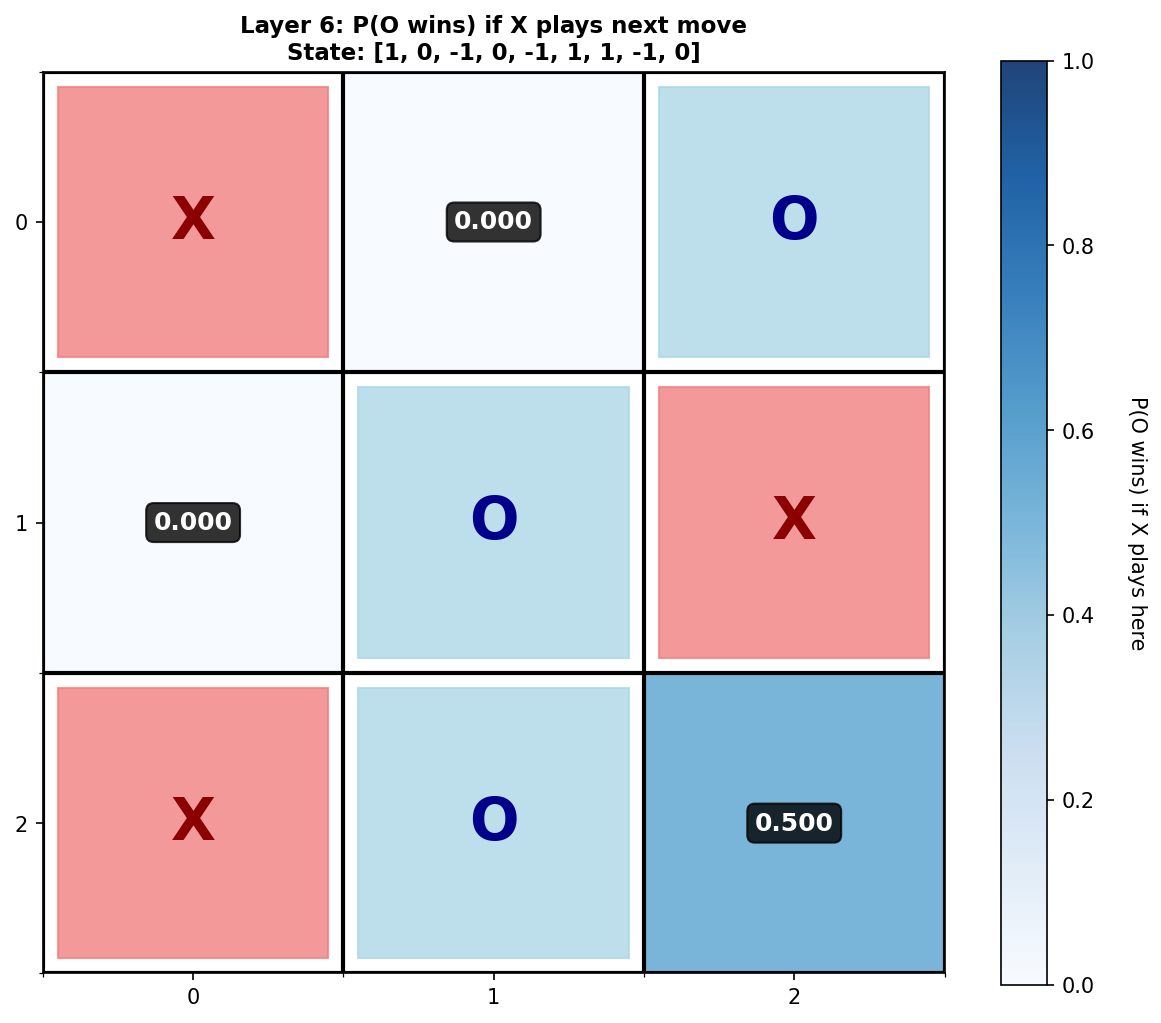 Layer 6: P(O wins) if X plays next move
State: [1, 0, -1, 0, -1, 1, 1, -1, 0]
X
0.000
O
0
0.000
O
X
1
X
O
0.500
2
0
1
2
1.0
0.8
0.6
0.4
0.2
0.0
P(O wins) if X plays here